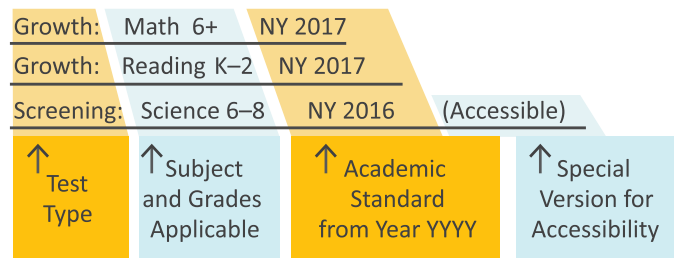 Growth: Math 6+ NY 2017
Growth: Reading K–2 NY 2017
Screening: Science 6–8 NY 2016 (Accessible)
Test
Type
Subject
and Grades
Applicable
Academic
Standard
from Year YYYY
Special
Version for
Accessibility